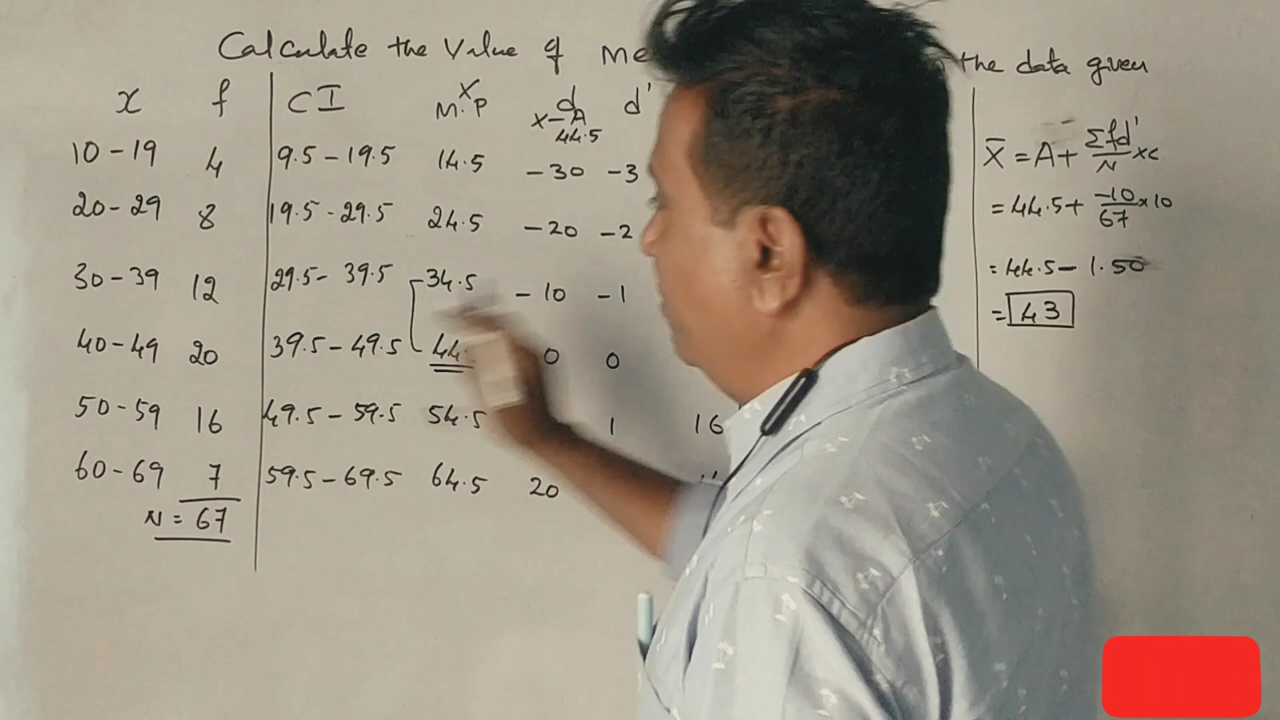 Calculate the Value of the data given
x f CI M.P X d d'
X-A
44.5
10-19 4 9.5-19.5 14.5 -30 -3
20-29 8 19.5-29.5 24.5 -20 -2
30-39 12 29.5-39.5 34.5 -10 -1
40-49 20 39.5-49.5 44. 0 0
50-59 16 49.5-59.5 54.5 1 16
60-69 7 59.5-69.5 64.5 20
N = 67
X̄ = A + Σfd'/N xc
= 44.5 + -10/67 x 10
= 44.5 - 1.50
= 43